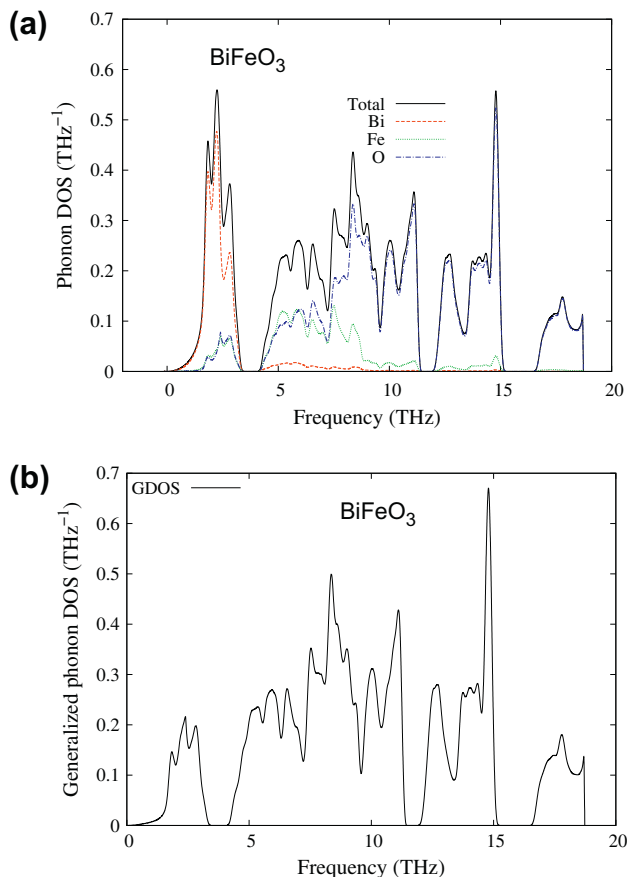 (a)
BiFeO3
Total
Bi
Fe
O
Phonon DOS (THz−1)
0.7
0.6
0.5
0.4
0.3
0.2
0.1
0
0 5 10 15 20
Frequency (THz)
(b)
GDOS
BiFeO3
Generalized phonon DOS (THz−1)
0.7
0.6
0.5
0.4
0.3
0.2
0.1
0
0 5 10 15 20
Frequency (THz)